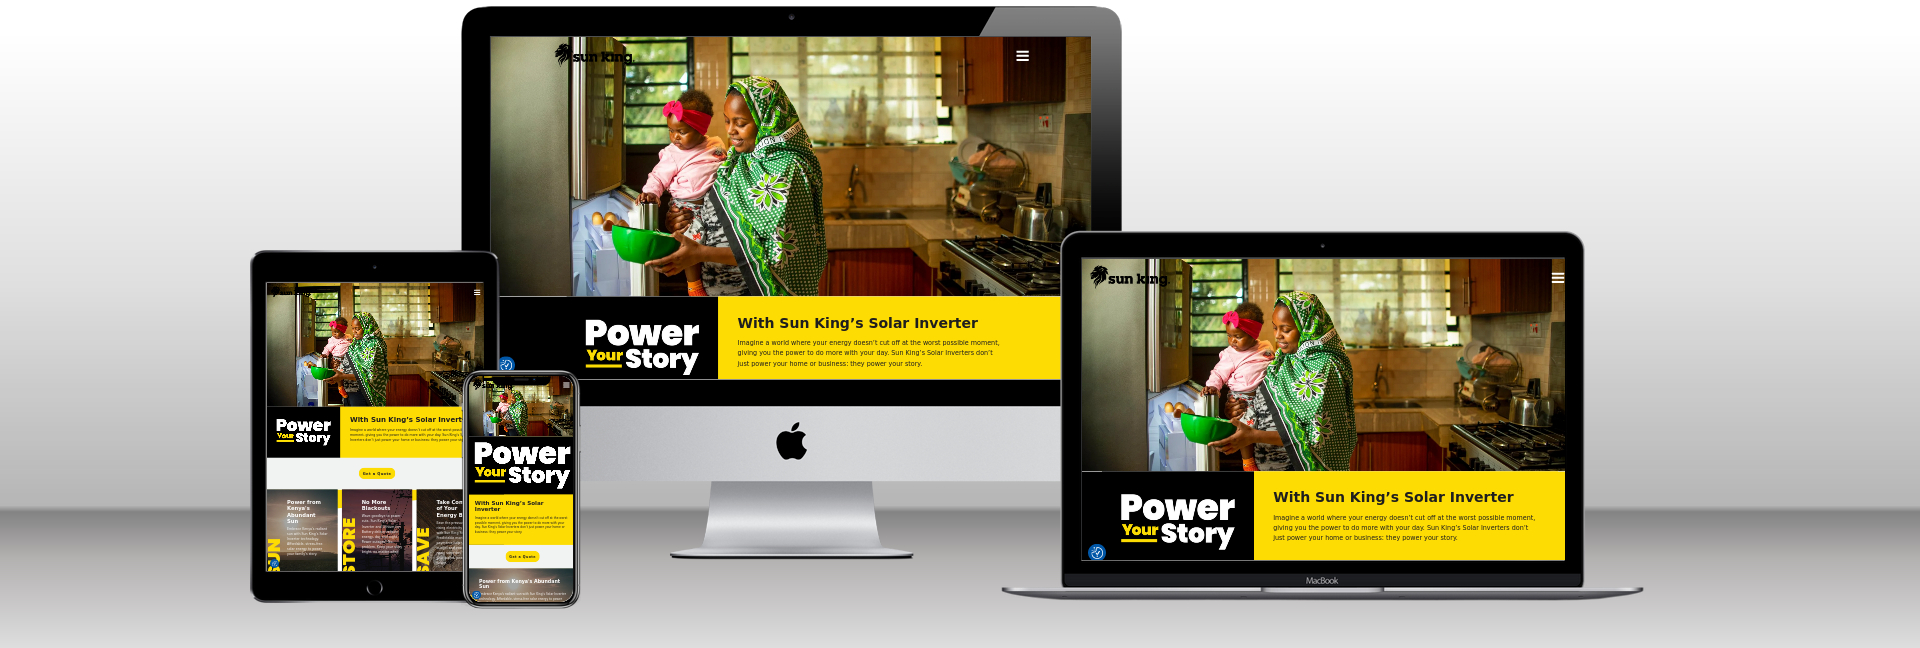 sun king.
Power
Your Story
With Sun King’s Solar Inverter
Imagine a world where your energy doesn’t cut off at the worst possible moment,
giving you the power to do more with your day. Sun King’s Solar Inverters don’t
just power your home or business: they power your story.
Power
Your Story
With Sun King’s Solar Invert
Get a Quote
Power from
Kenya's
Abundant
Sun
No More
Blackouts
Take Con
of Your
Energy B
SUN
STORE
SAVE
sun king.
Power
Your Story
With Sun King’s Solar
Inverter
Get a Quote
Power from Kenya's Abundant
Sun
sun king.
Power
Your Story
With Sun King’s Solar Inverter
Imagine a world where your energy doesn’t cut off at the worst possible moment,
giving you the power to do more with your day. Sun King’s Solar Inverters don’t
just power your home or business: they power your story.
MacBook